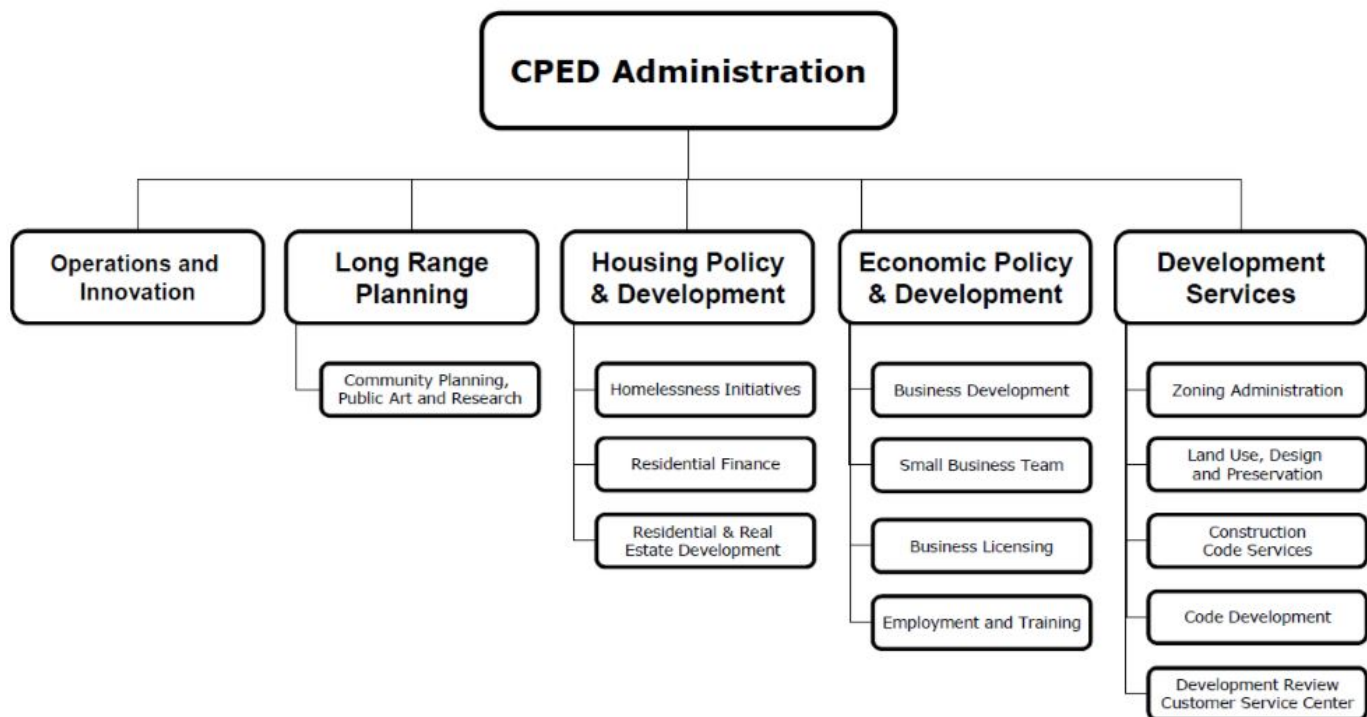 CPED Administration
Operations and
Innovation
Long Range
Planning
Housing Policy
& Development
Economic Policy
& Development
Development
Services
Community Planning,
Public Art and Research
Homelessness Initiatives
Residential Finance
Residential & Real
Estate Development
Business Development
Small Business Team
Business Licensing
Employment and Training
Zoning Administration
Land Use, Design
and Preservation
Construction
Code Services
Code Development
Development Review
Customer Service Center